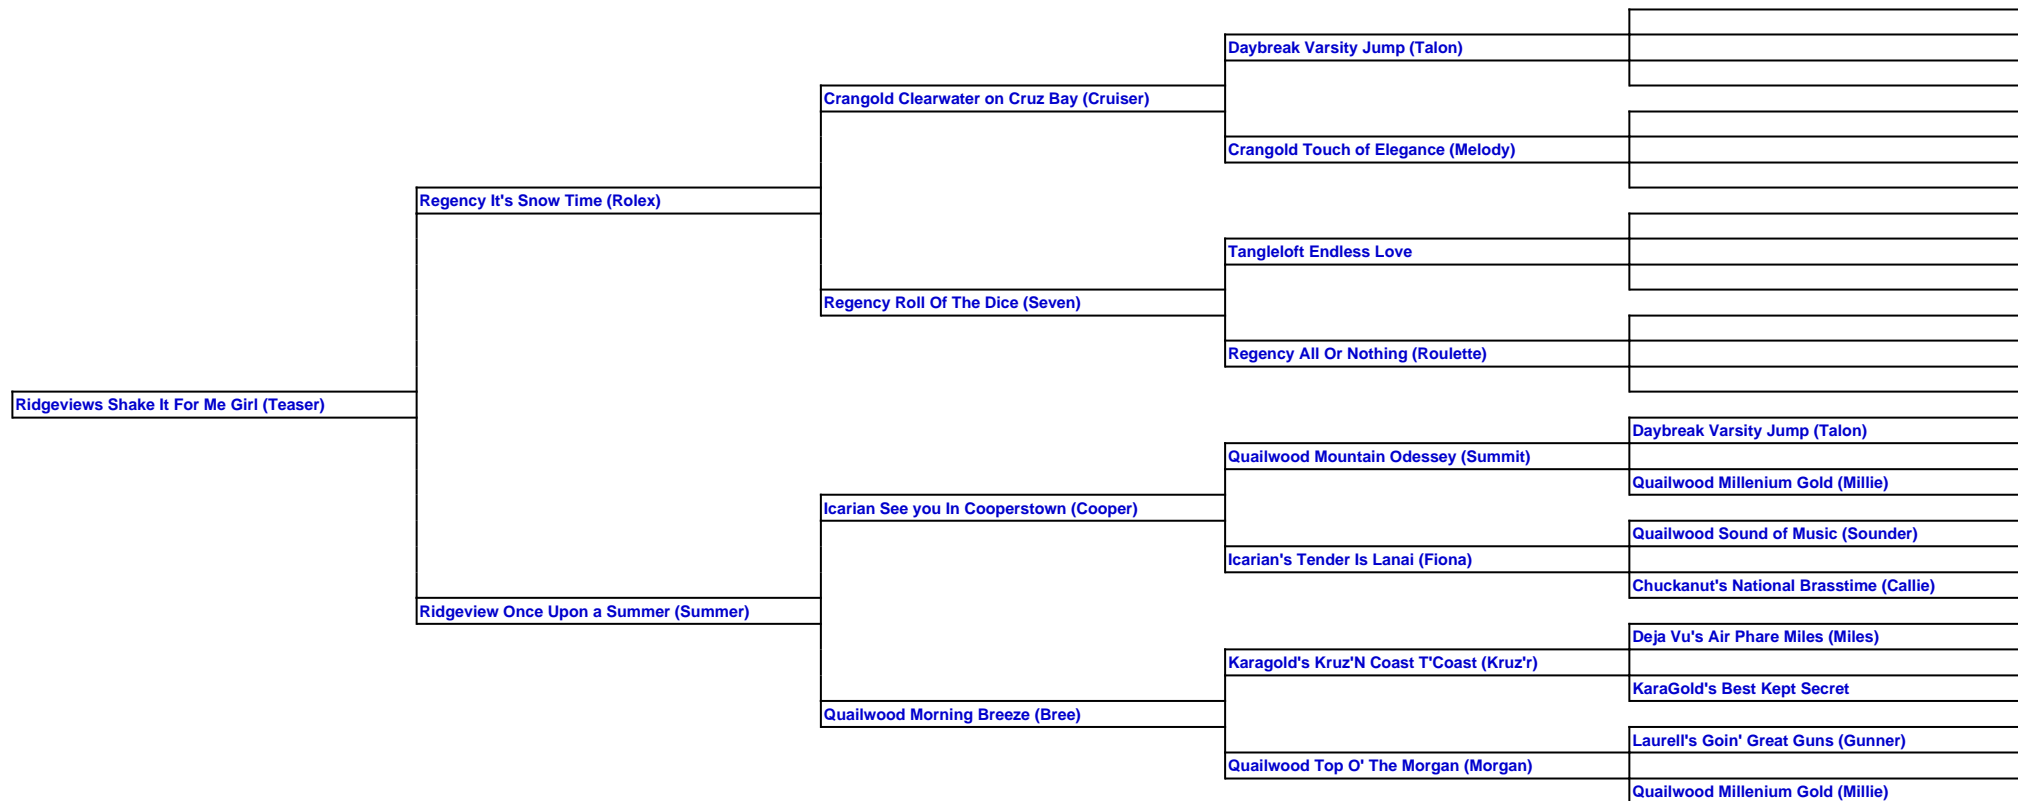 Daybreak Varsity Jump (Talon)
Crangold Clearwater on Cruz Bay (Cruiser)
Crangold Touch of Elegance (Melody)
Regency It's Snow Time (Rolex)
Tangleloft Endless Love
Regency Roll Of The Dice (Seven)
Regency All Or Nothing (Roulette)
Ridgeviews Shake It For Me Girl (Teaser)
Daybreak Varsity Jump (Talon)
Quailwood Mountain Odessey (Summit)
Quailwood Millenium Gold (Millie)
Icarian See you In Cooperstown (Cooper)
Quailwood Sound of Music (Sounder)
Icarian's Tender Is Lanai (Fiona)
Chuckanut's National Brasstime (Callie)
Ridgeview Once Upon a Summer (Summer)
Deja Vu's Air Phare Miles (Miles)
Karagold's Kruz'N Coast T'Coast (Kruz'r)
KaraGold's Best Kept Secret
Quailwood Morning Breeze (Bree)
Laurell's Goin' Great Guns (Gunner)
Quailwood Top O' The Morgan (Morgan)
Quailwood Millenium Gold (Millie)